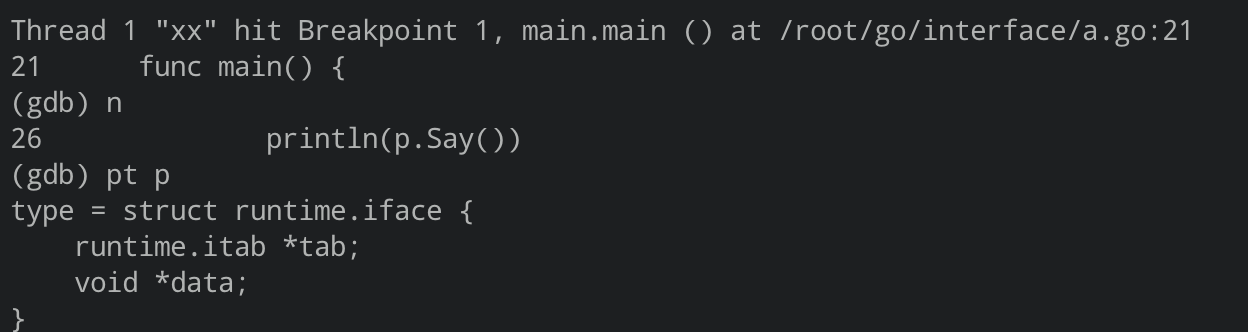 Thread 1 "xx" hit Breakpoint 1, main.main () at /root/go/interface/a.go:21
21      func main() {
(gdb) n
26              println(p.Say())
(gdb) pt p
type = struct runtime.iface {
    runtime.itab *tab;
    void *data;
}